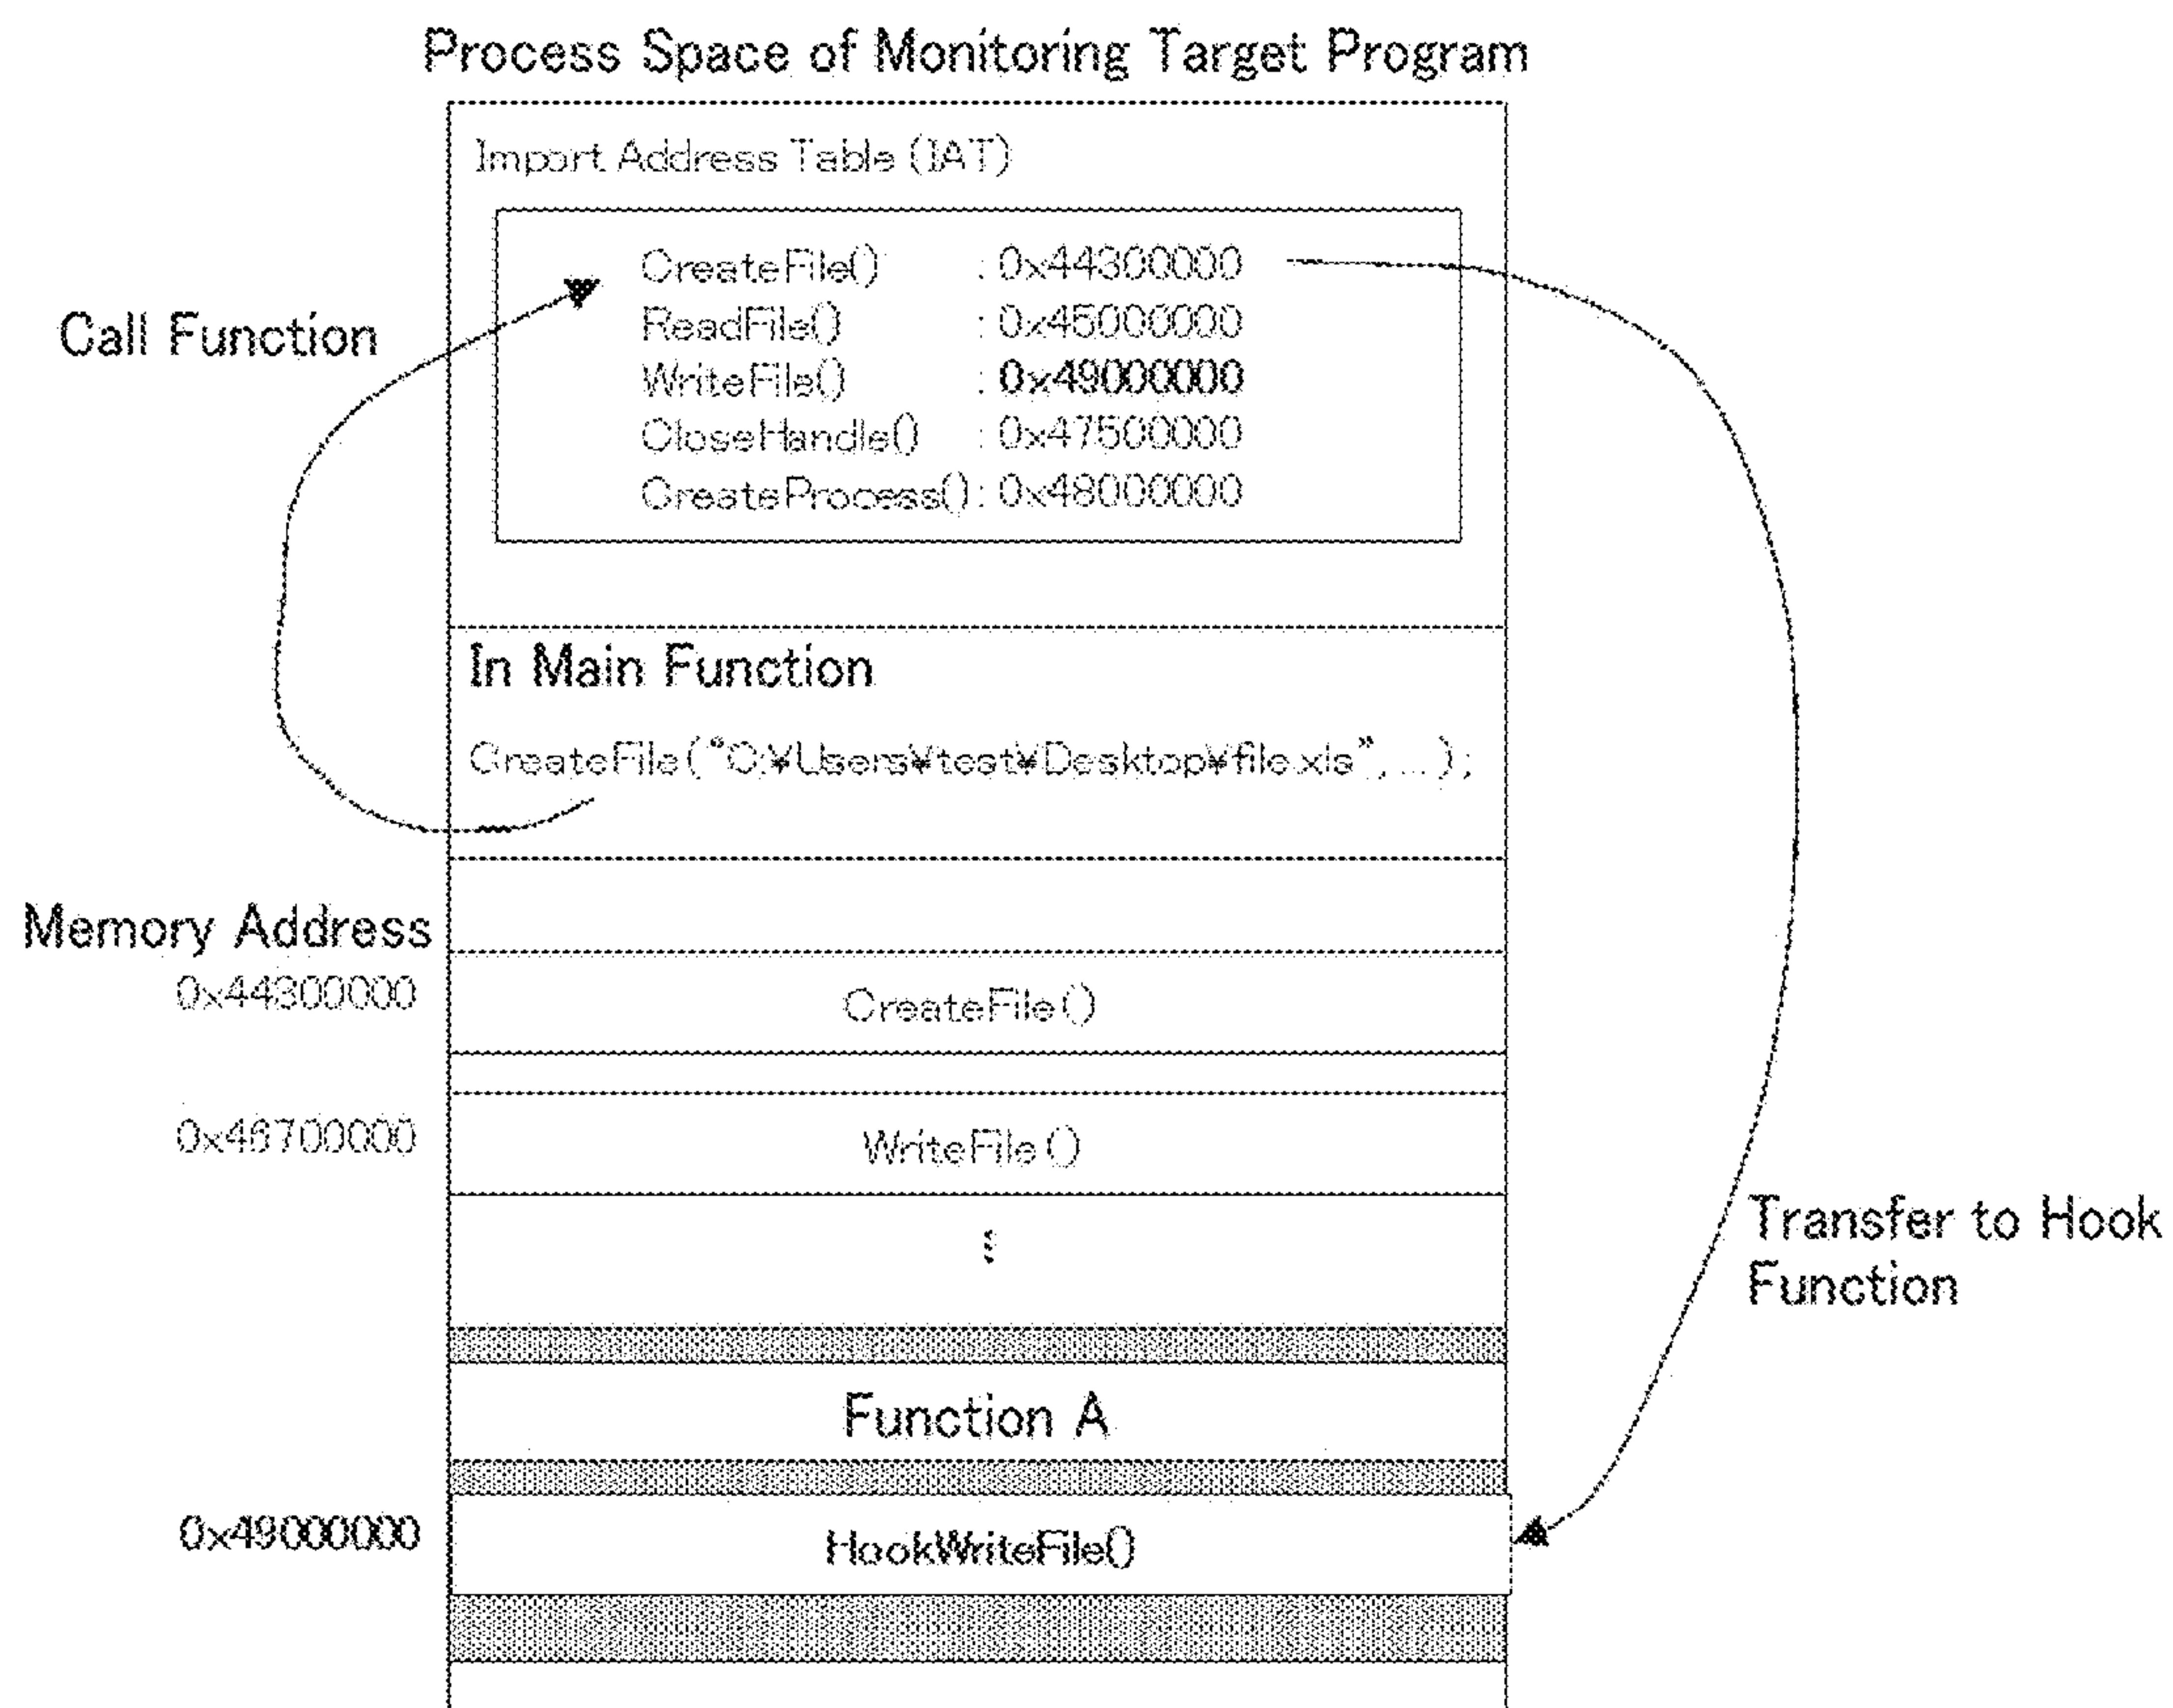 Process Space of Monitoring Target Program
Import Address Table (IAT)
CreateFile() : 0x44300000
ReadFile() : 0x45000000
WriteFile() : 0x49000000
CloseHandle() : 0x47500000
CreateProcess() : 0x48000000
Call Function
In Main Function
CreateFile("C:¥Users¥test¥Desktop¥file.xls", ...);
Memory Address
0x44300000
CreateFile()
0x46700000
WriteFile()
⋮
Transfer to Hook
Function
Function A
0x49000000
HookWriteFile()